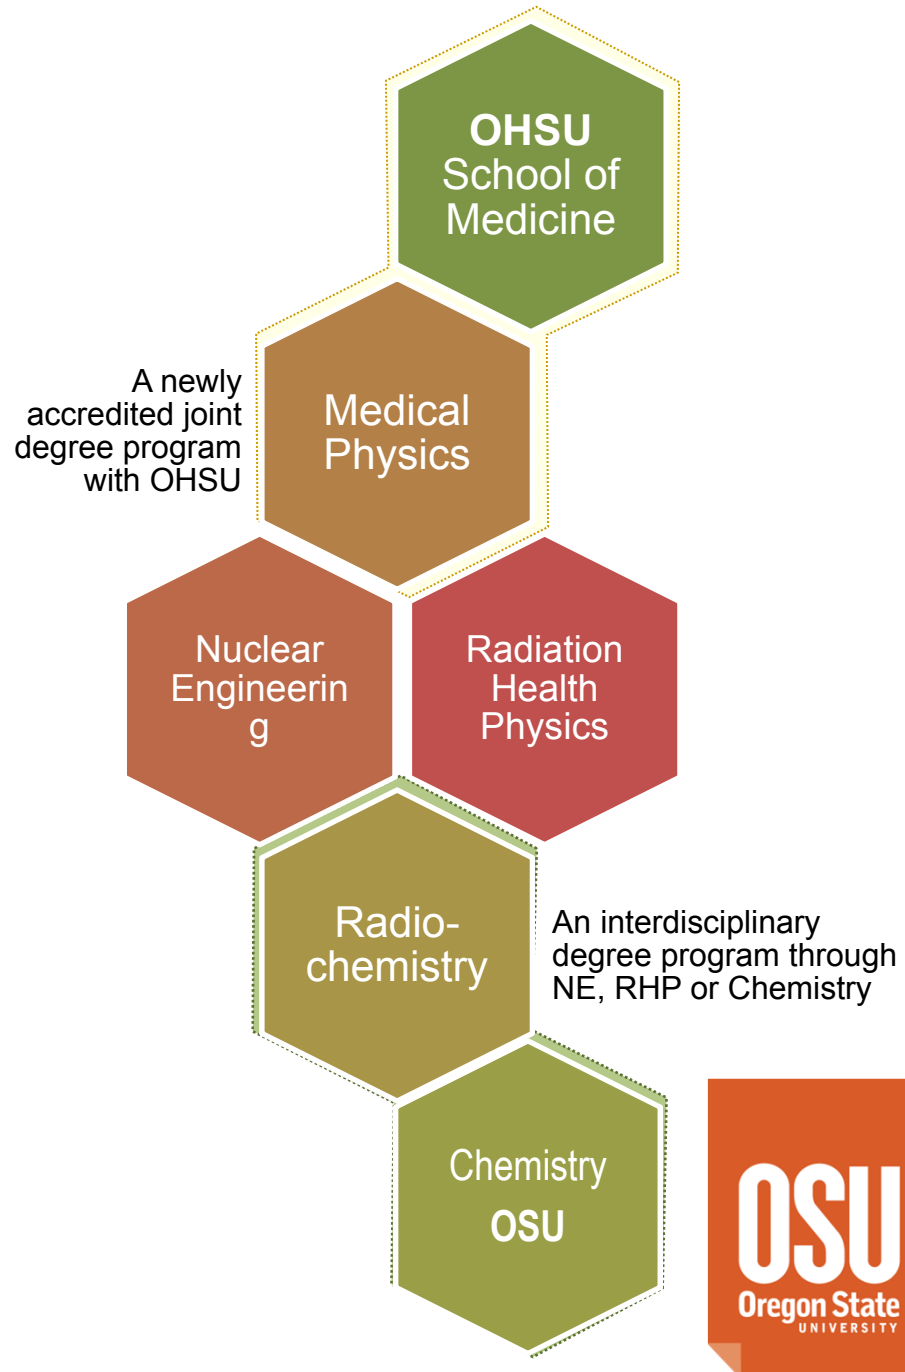 OHSU
School of
Medicine
A newly
accredited joint
degree program
with OHSU
Medical
Physics
Nuclear
Engineerin
g
Radiation
Health
Physics
Radio-
chemistry
An interdisciplinary
degree program through
NE, RHP or Chemistry
Chemistry
OSU
OSU
Oregon State
UNIVERSITY